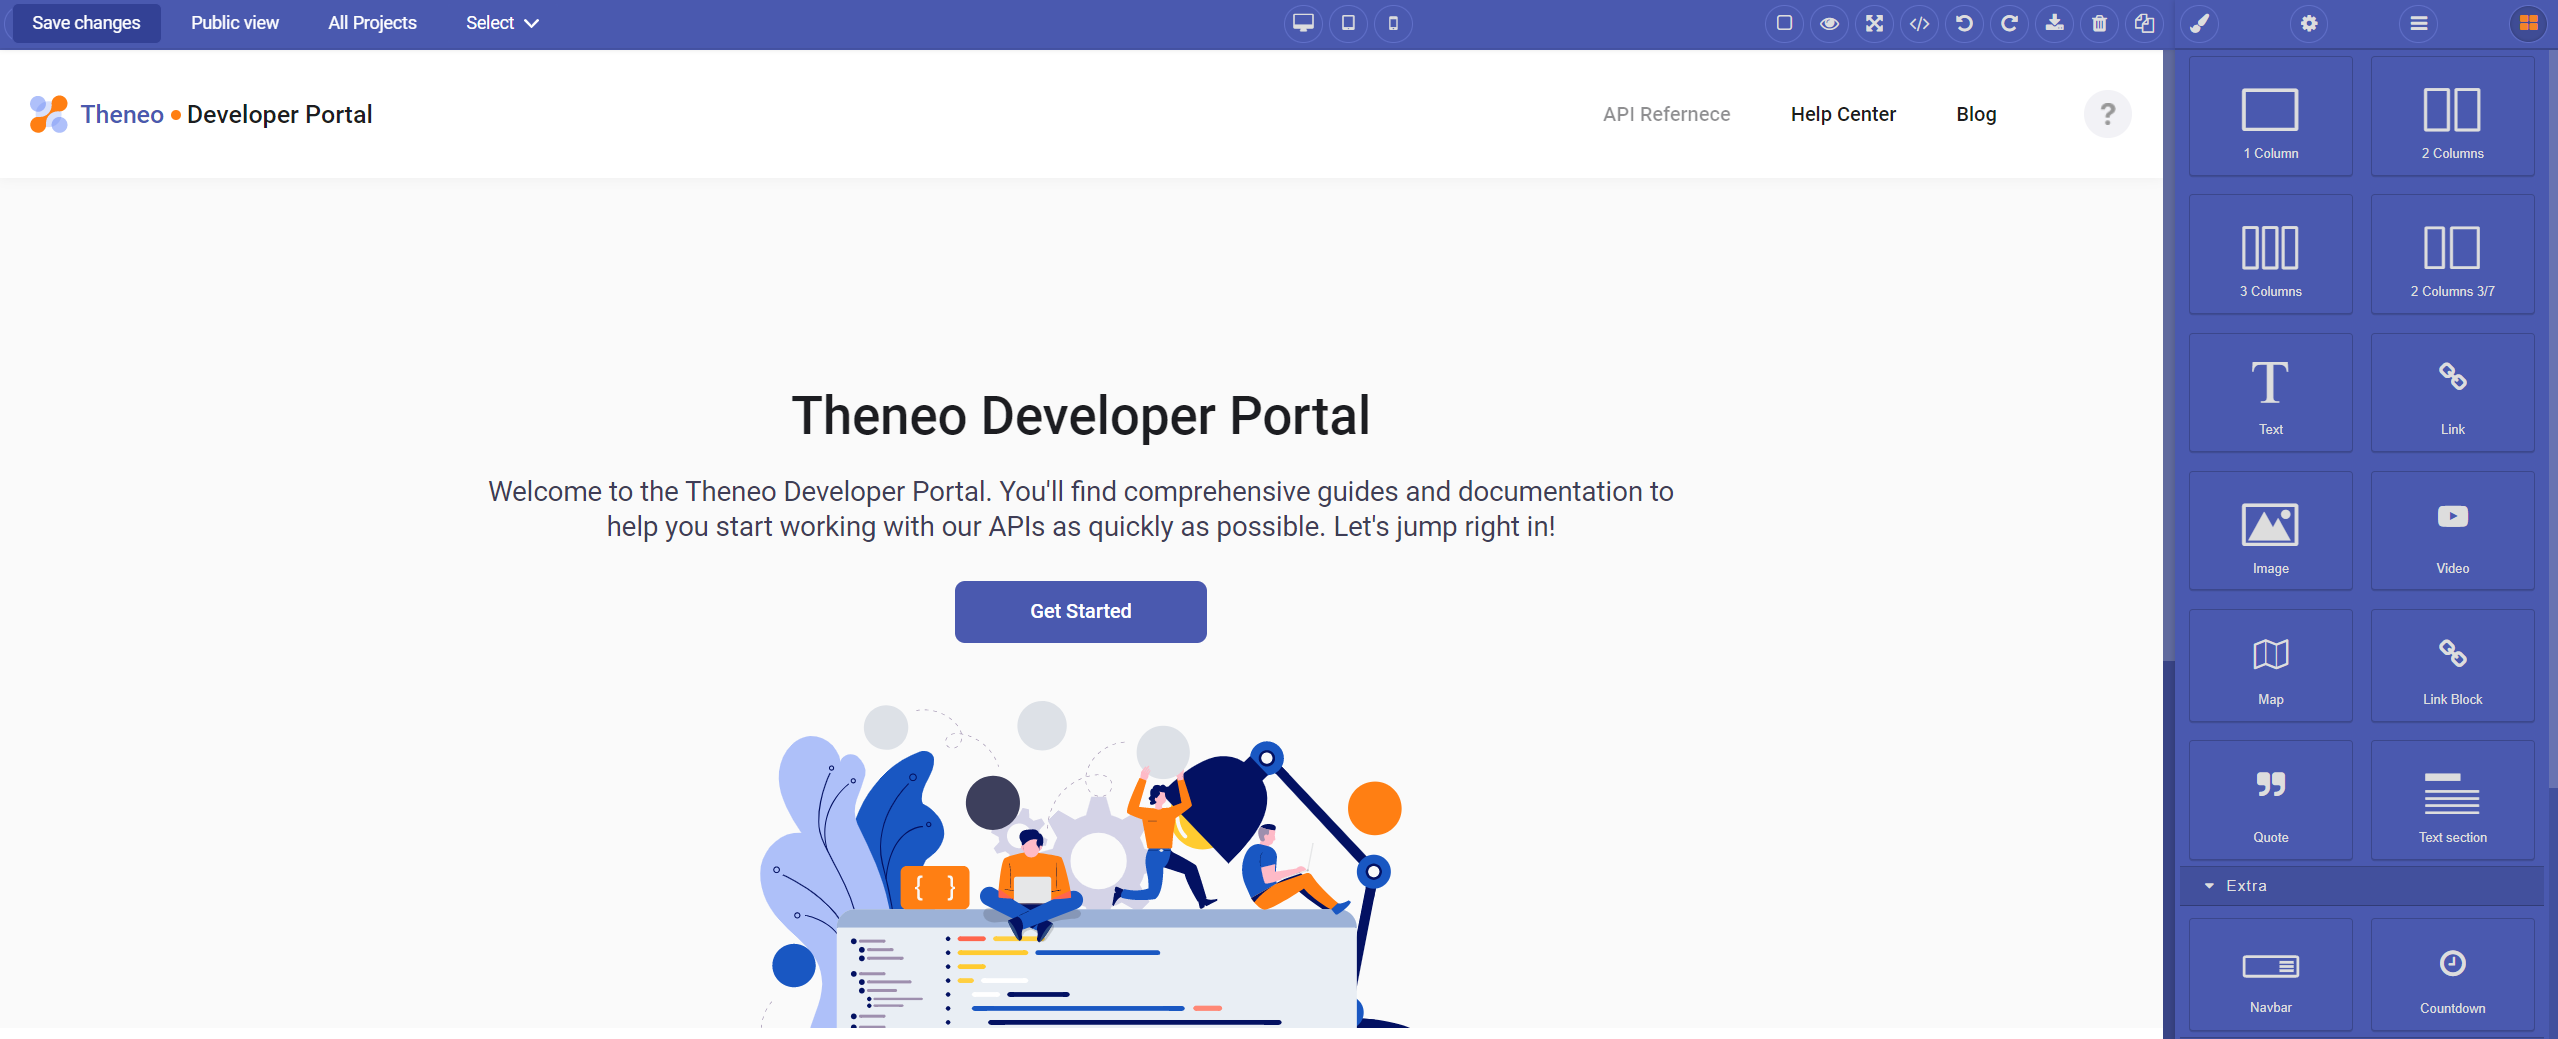 Save changes
Public view
All Projects
Select
Theneo • Developer Portal
API Refernece
Help Center
Blog
?
Theneo Developer Portal
Welcome to the Theneo Developer Portal. You'll find comprehensive guides and documentation to
help you start working with our APIs as quickly as possible. Let's jump right in!
Get Started
{ }
1 Column
2 Columns
3 Columns
2 Columns 3/7
Text
Link
Image
Video
Map
Link Block
Quote
Text section
Extra
Navbar
Countdown